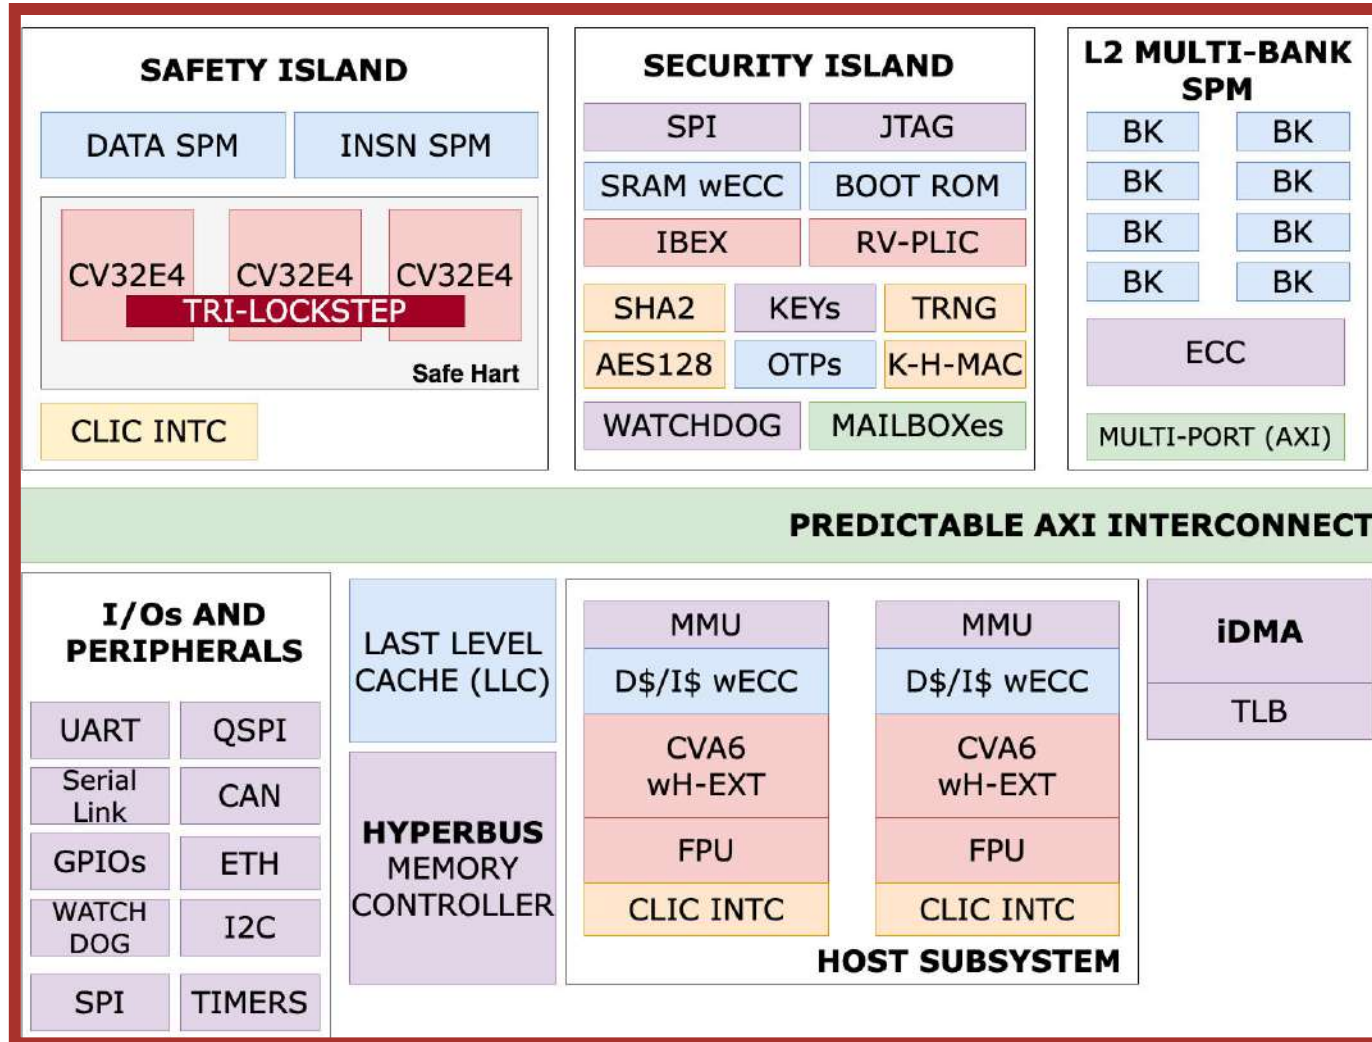 SAFETY ISLAND
DATA SPM
INSN SPM
CV32E4
CV32E4
CV32E4
TRI-LOCKSTEP
Safe Hart
CLIC INTC
SECURITY ISLAND
SPI
JTAG
SRAM wECC
BOOT ROM
IBEX
RV-PLIC
SHA2
KEYs
TRNG
AES128
OTPs
K-H-MAC
WATCHDOG
MAILBOXes
L2 MULTI-BANK
SPM
BK
BK
BK
BK
BK
BK
BK
BK
ECC
MULTI-PORT (AXI)
PREDICTABLE AXI INTERCONNECT
I/Os AND
PERIPHERALS
UART
QSPI
Serial
Link
CAN
GPIOs
ETH
WATCH
DOG
I2C
SPI
TIMERS
LAST LEVEL
CACHE (LLC)
HYPERBUS
MEMORY
CONTROLLER
MMU
D$/I$ wECC
CVA6
wH-EXT
FPU
CLIC INTC
MMU
D$/I$ wECC
CVA6
wH-EXT
FPU
CLIC INTC
HOST SUBSYSTEM
iDMA
TLB